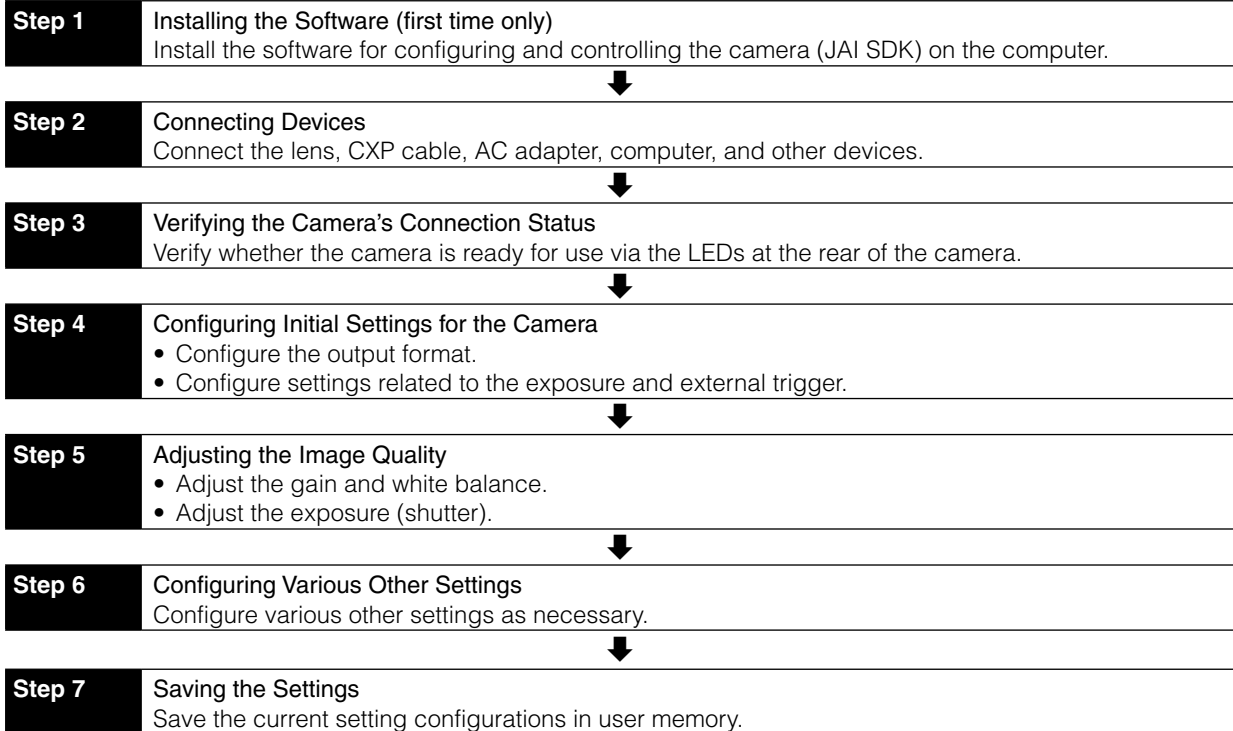 Step 1 Installing the Software (first time only)
Install the software for configuring and controlling the camera (JAI SDK) on the computer.
Step 2 Connecting Devices
Connect the lens, CXP cable, AC adapter, computer, and other devices.
Step 3 Verifying the Camera’s Connection Status
Verify whether the camera is ready for use via the LEDs at the rear of the camera.
Step 4 Configuring Initial Settings for the Camera
• Configure the output format.
• Configure settings related to the exposure and external trigger.
Step 5 Adjusting the Image Quality
• Adjust the gain and white balance.
• Adjust the exposure (shutter).
Step 6 Configuring Various Other Settings
Configure various other settings as necessary.
Step 7 Saving the Settings
Save the current setting configurations in user memory.